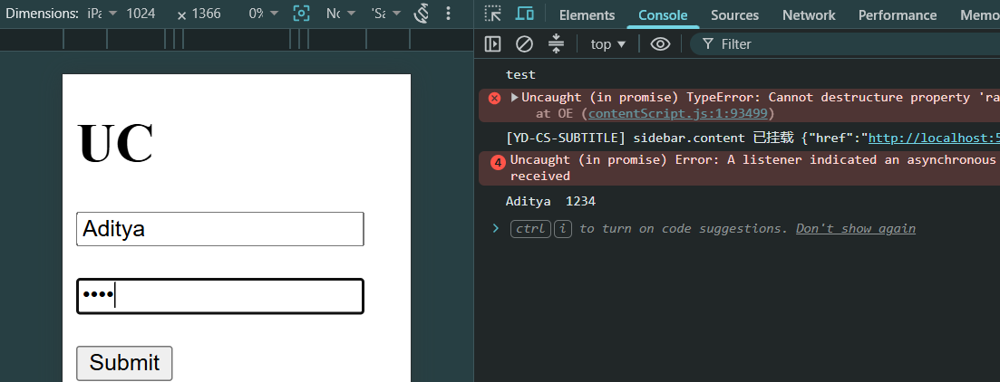 Dimensions: iPa 1024 × 1366 0% No 'Sa
Elements Console Sources Network Performance Memo
top Filter
test
Uncaught (in promise) TypeError: Cannot destructure property 'ra
at OE (contentScript.js:1:93499)
[YD-CS-SUBTITLE] sidebar.content 已挂载 {"href":"http://localhost:5
4 Uncaught (in promise) Error: A listener indicated an asynchronous
received
Aditya 1234
ctrl i to turn on code suggestions. Don't show again
UC
Aditya
••••
Submit